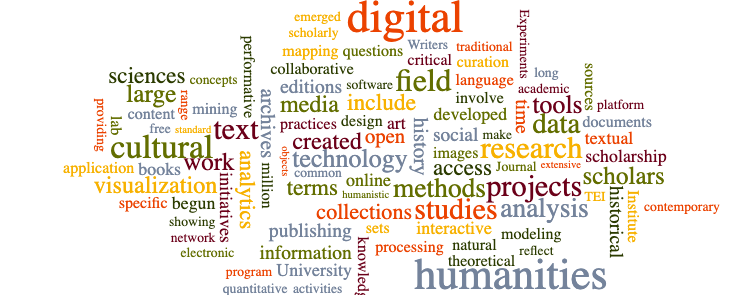 digital
emerged
scholarly
Writers
traditional
mapping
questions
critical
curation
Experiments
performative
collaborative
long
sciences
concepts
editions
software
field
language
academic
sources
large
range
archives
media
include
involve
time
tools
platform
providing
content
mining
developed
lab
free
standard
text
practices
design
art
history
social
make
data
documents
cultural
created
open
images
research
textual
objects
technology
work
analytics
million
common
access
Journal
extensive
scholarship
application
books
initiatives
online
methods
projects
scholars
visualization
terms
humanistic
TEI
specific
begun
collections
studies
analysis
historical
Institute
contemporary
showing
publishing
sets
interactive
modeling
network
knowledge
processing
natural
reflect
electronic
information
theoretical
program
University
humanities
quantitative
activities